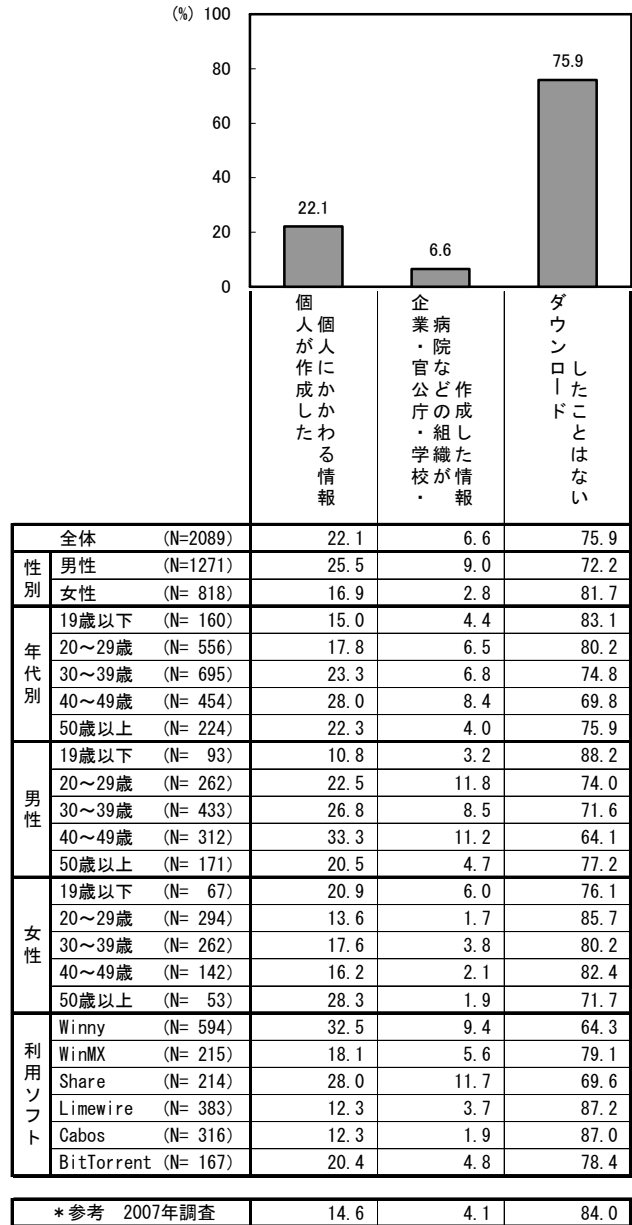 (%) 100
80
60
40
20
0
22.1
6.6
75.9
個人が作成した
個人にかかわる情報
企業・官公庁・学校・
病院などの組織が
作成した情報
ダウンロード
したことはない
全体 (N=2089) 22.1 6.6 75.9
性別
男性 (N=1271) 25.5 9.0 72.2
女性 (N= 818) 16.9 2.8 81.7
年代別
19歳以下 (N= 160) 15.0 4.4 83.1
20～29歳 (N= 556) 17.8 6.5 80.2
30～39歳 (N= 695) 23.3 6.8 74.8
40～49歳 (N= 454) 28.0 8.4 69.8
50歳以上 (N= 224) 22.3 4.0 75.9
男性
19歳以下 (N= 93) 10.8 3.2 88.2
20～29歳 (N= 262) 22.5 11.8 74.0
30～39歳 (N= 433) 26.8 8.5 71.6
40～49歳 (N= 312) 33.3 11.2 64.1
50歳以上 (N= 171) 20.5 4.7 77.2
女性
19歳以下 (N= 67) 20.9 6.0 76.1
20～29歳 (N= 294) 13.6 1.7 85.7
30～39歳 (N= 262) 17.6 3.8 80.2
40～49歳 (N= 142) 16.2 2.1 82.4
50歳以上 (N= 53) 28.3 1.9 71.7
利用ソフト
Winny (N= 594) 32.5 9.4 64.3
WinMX (N= 215) 18.1 5.6 79.1
Share (N= 214) 28.0 11.7 69.6
Limewire (N= 383) 12.3 3.7 87.2
Cabos (N= 316) 12.3 1.9 87.0
BitTorrent (N= 167) 20.4 4.8 78.4
＊参考 2007年調査 14.6 4.1 84.0